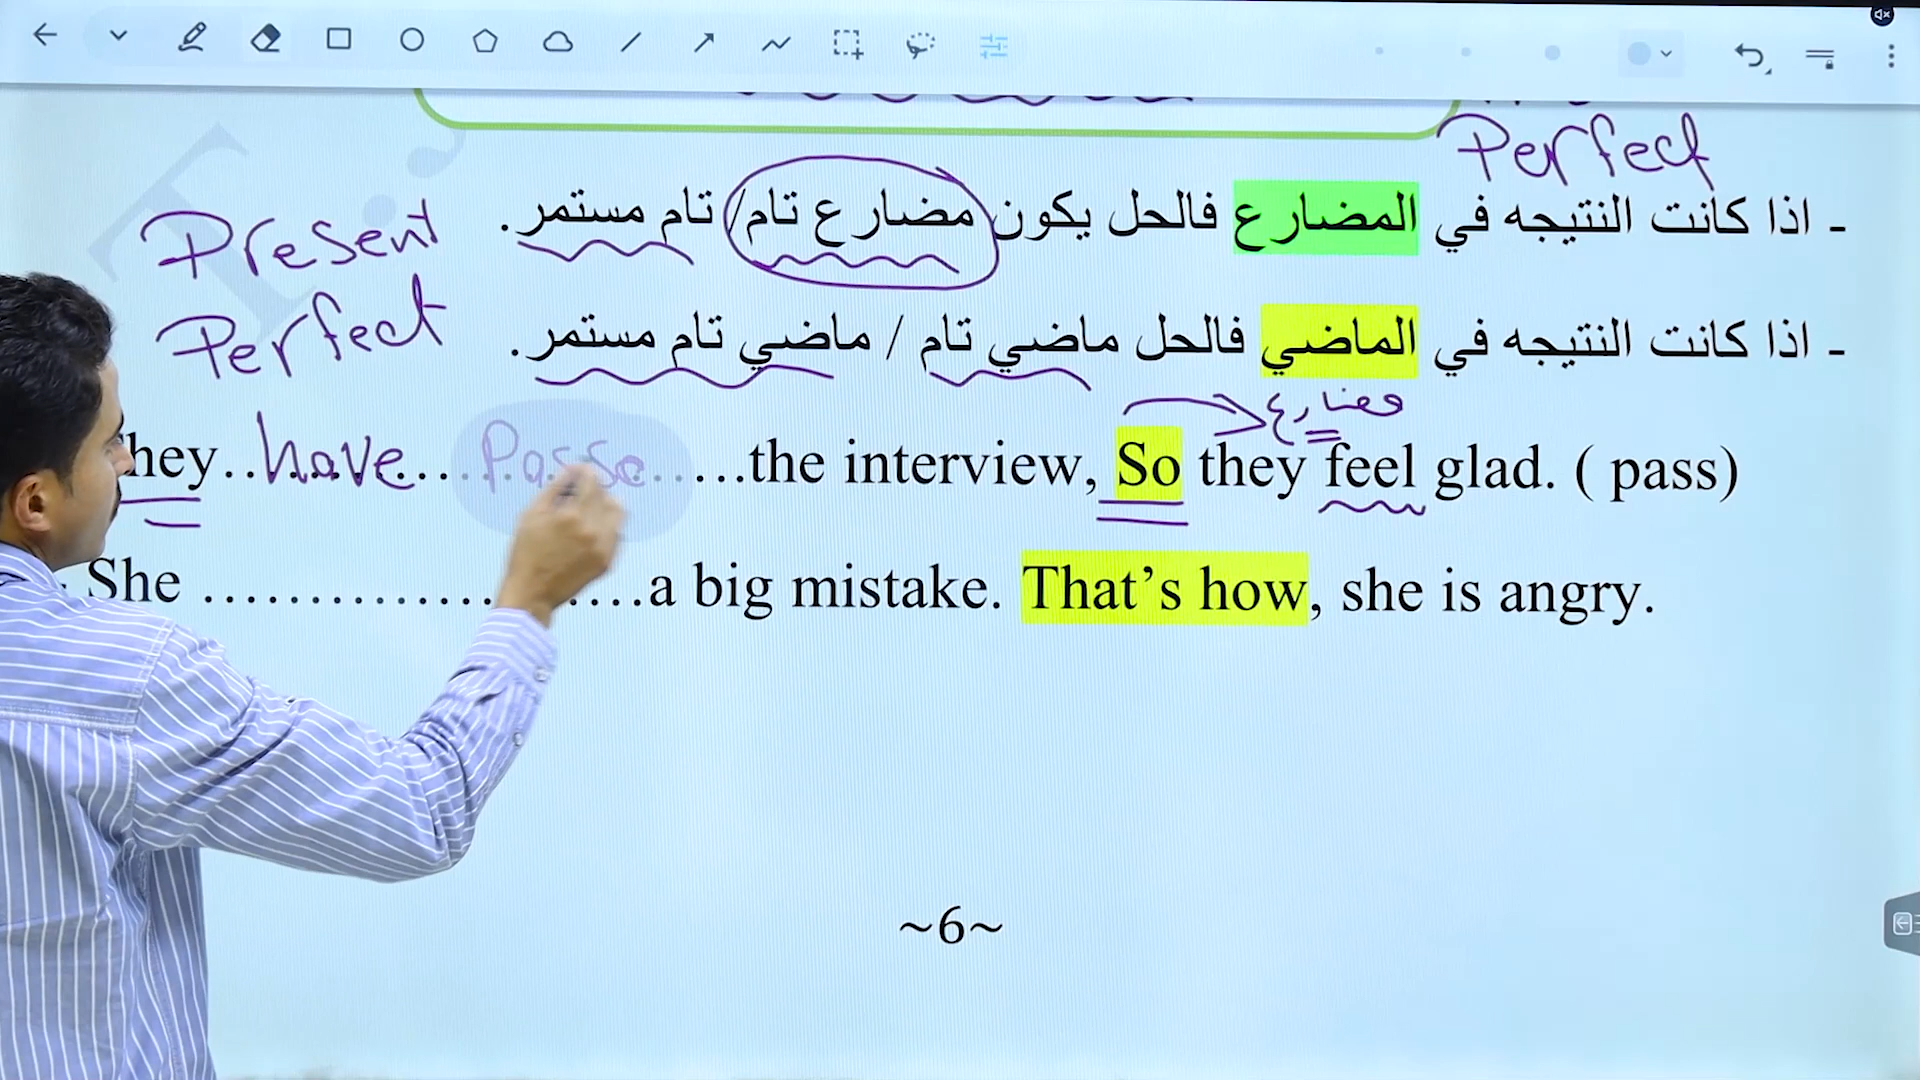 Perfect
- اذا كانت النتيجه في المضارع فالحل يكون مضارع تام/ تام مستمر.
Present
Perfect
- اذا كانت النتيجه في الماضي فالحل ماضي تام / ماضي تام مستمر.
مضارع
hey......have......Passe......the interview, So they feel glad. ( pass)
She .....................a big mistake. That's how, she is angry.
~6~